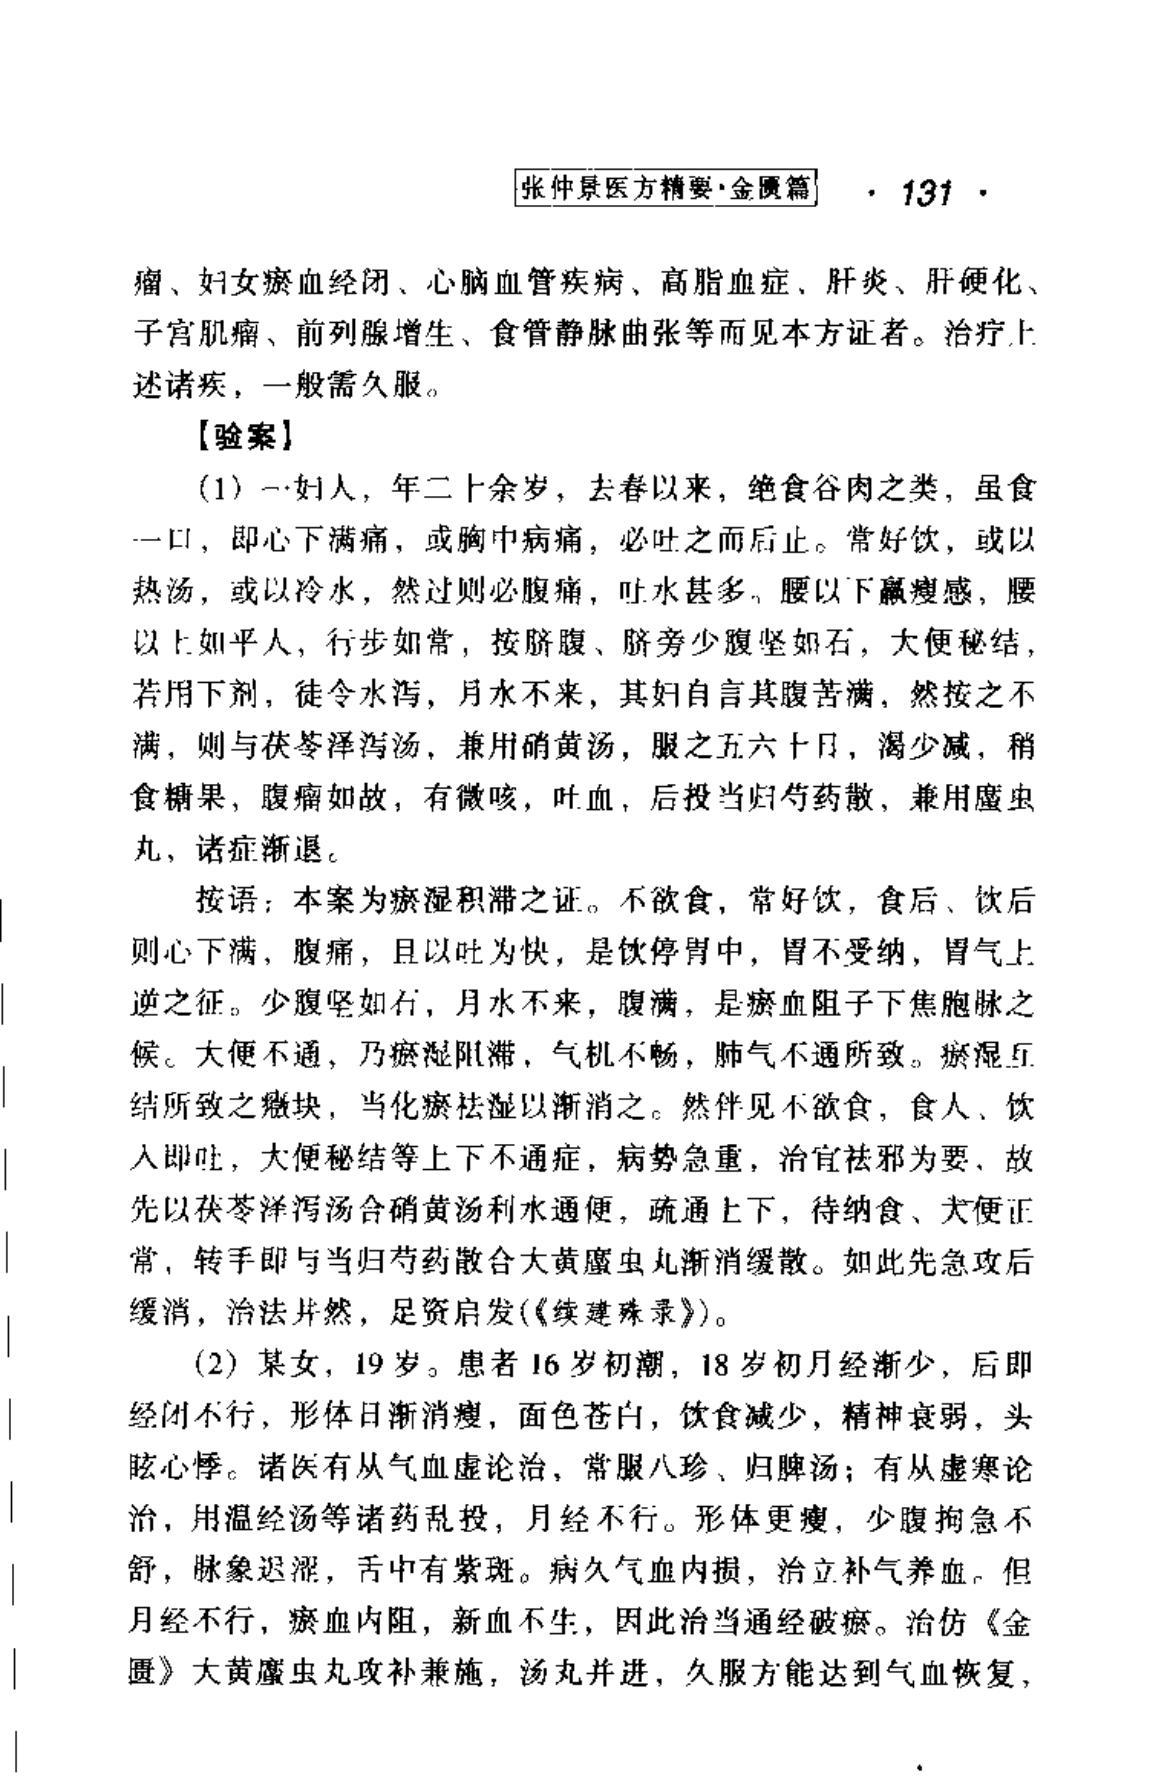 张仲景医方精要·金匮篇 · 131 ·
瘤、妇女瘀血经闭、心脑血管疾病、高脂血症、肝炎、肝硬化、
子宫肌瘤、前列腺增生、食管静脉曲张等而见本方证者。治疗上
述诸疾，一般需久服。
【验案】
(1) 一妇人，年二十余岁，去春以来，绝食谷肉之类，虽食
一口，即心下满痛，或胸中病痛，必吐之而后止。常好饮，或以
热汤，或以冷水，然过则必腹痛，吐水甚多。腰以下羸瘦感，腰
以上如平人，行步如常，按脐腹、脐旁少腹坚如石，大便秘结，
若用下剂，徒令水泻，月水不来，其妇自言其腹苦满，然按之不
满，则与茯苓泽泻汤，兼用硝黄汤，服之五六十日，渴少减，稍
食糖果，腹瘤如故，有微咳，吐血，后投当归芍药散，兼用䗪虫
丸，诸症渐退。
按语：本案为瘀湿积滞之证。不欲食，常好饮，食后、饮后
则心下满，腹痛，且以吐为快，是饮停胃中，胃不受纳，胃气上
逆之征。少腹坚如石，月水不来，腹满，是瘀血阻子下焦胞脉之
候。大便不通，乃瘀湿阻滞，气机不畅，肺气不通所致。瘀湿互
结所致之癥块，当化瘀祛湿以渐消之。然伴见不欲食，食人、饮
入即吐，大便秘结等上下不通症，病势急重，治宜祛邪为要，故
先以茯苓泽泻汤合硝黄汤利水通便，疏通上下，待纳食、大便正
常，转手即与当归芍药散合大黄䗪虫丸渐消缓散。如此先急攻后
缓消，治法井然，足资启发(《续建殊录》)。
(2) 某女，19 岁。患者 16 岁初潮，18 岁初月经渐少，后即
经闭不行，形体日渐消瘦，面色苍白，饮食减少，精神衰弱，头
眩心悸。诸医有从气血虚论治，常服八珍、归脾汤；有从虚寒论
治，用温经汤等诸药乱投，月经不行。形体更瘦，少腹拘急不
舒，脉象迟涩，舌中有紫斑。病久气血内损，治立补气养血。但
月经不行，瘀血内阻，新血不生，因此治当通经破瘀。治仿《金
匮》大黄䗪虫丸攻补兼施，汤丸并进，久服方能达到气血恢复，